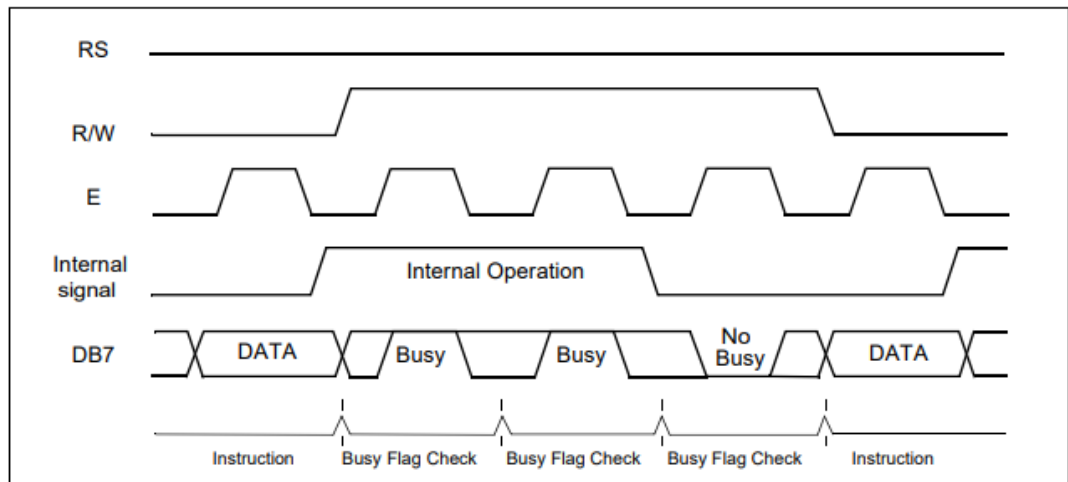 RS
R/W
E
Internal
signal
Internal Operation
DB7
DATA
Busy
Busy
No
Busy
DATA
Instruction
Busy Flag Check
Busy Flag Check
Busy Flag Check
Instruction